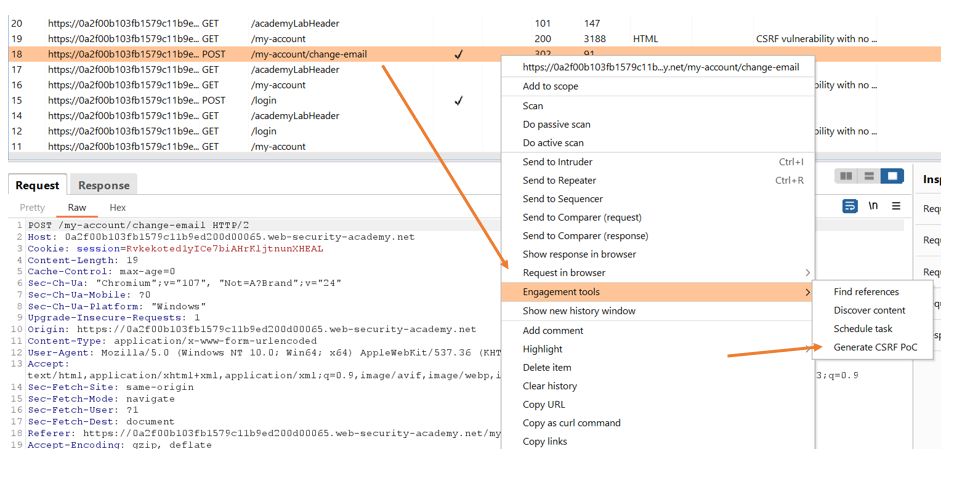 20 https://0a2f00b103fb1579c11b9e... GET /academyLabHeader 101 147
19 https://0a2f00b103fb1579c11b9e... GET /my-account 200 3188 HTML CSRF vulnerability with no ...
18 https://0a2f00b103fb1579c11b9e... POST /my-account/change-email ✓ 302 91
17 https://0a2f00b103fb1579c11b9e... GET /academyLabHeader
16 https://0a2f00b103fb1579c11b9e... GET /my-account bility with no ...
15 https://0a2f00b103fb1579c11b9e... POST /login ✓
14 https://0a2f00b103fb1579c11b9e... GET /academyLabHeader
12 https://0a2f00b103fb1579c11b9e... GET /login bility with no ...
11 https://0a2f00b103fb1579c11b9e... GET /my-account
https://0a2f00b103fb1579c11b...y.net/my-account/change-email
Add to scope
Scan
Do passive scan
Do active scan
Send to Intruder Ctrl+I
Send to Repeater Ctrl+R
Send to Sequencer
Send to Comparer (request)
Send to Comparer (response)
Show response in browser
Request in browser
Engagement tools
Show new history window
Add comment
Highlight
Delete item
Clear history
Copy URL
Copy as curl command
Copy links
Find references
Discover content
Schedule task
Generate CSRF PoC
Request Response
Pretty Raw Hex
\n
Insp
Req
Req
Req
1 POST /my-account/change-email HTTP/2
2 Host: 0a2f00b103fb1579c11b9ed200d00065.web-security-academy.net
3 Cookie: session=RvkekotedlyICe7biAHrKljtnunXHEAL
4 Content-Length: 19
5 Cache-Control: max-age=0
6 Sec-Ch-Ua: "Chromium";v="107", "Not=A?Brand";v="24"
7 Sec-Ch-Ua-Mobile: ?0
8 Sec-Ch-Ua-Platform: "Windows"
9 Upgrade-Insecure-Requests: 1
10 Origin: https://0a2f00b103fb1579c11b9ed200d00065.web-security-academy.net
11 Content-Type: application/x-www-form-urlencoded
12 User-Agent: Mozilla/5.0 (Windows NT 10.0; Win64; x64) AppleWebKit/537.36 (KHT
13 Accept:
text/html,application/xhtml+xml,application/xml;q=0.9,image/avif,image/webp,i 3;q=0.9
14 Sec-Fetch-Site: same-origin
15 Sec-Fetch-Mode: navigate
16 Sec-Fetch-User: ?1
17 Sec-Fetch-Dest: document
18 Referer: https://0a2f00b103fb1579c11b9ed200d00065.web-security-academy.net/my
19 Accept-Encoding: gzip, deflate